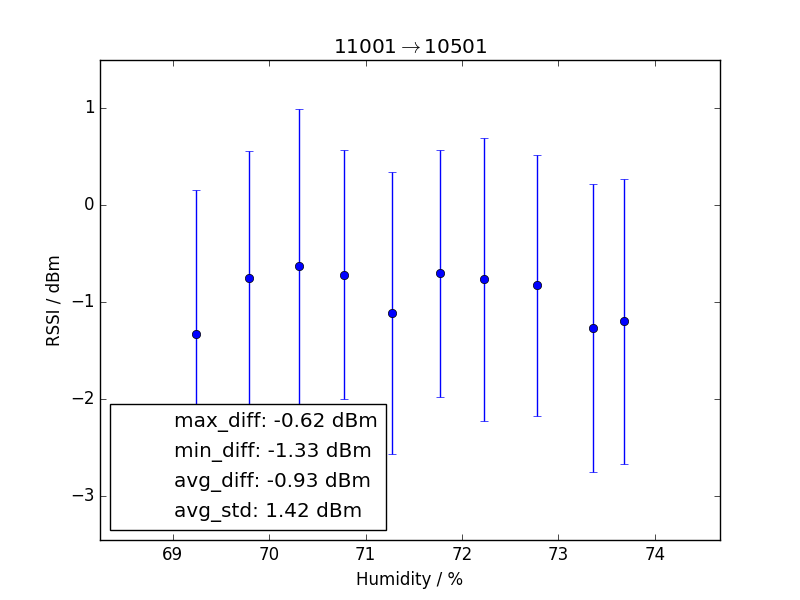 11001→10501
1
0
−1
−2
−3
RSSI / dBm
max_diff: -0.62 dBm
min_diff: -1.33 dBm
avg_diff: -0.93 dBm
avg_std: 1.42 dBm
69 70 71 72 73 74
Humidity / %